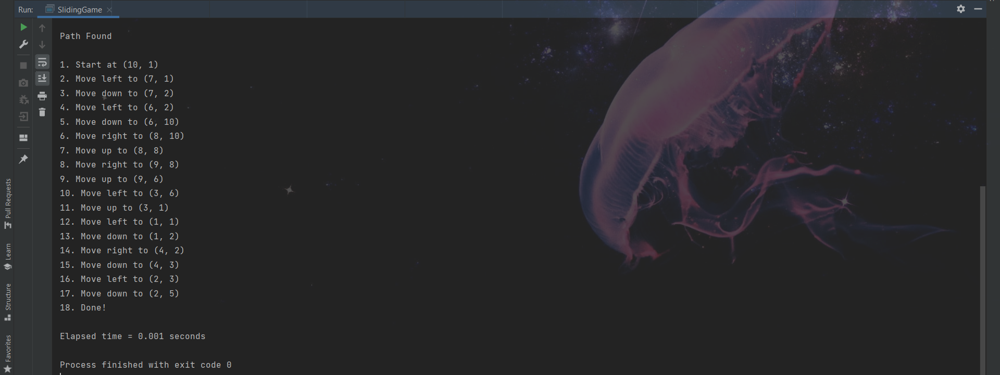 Run: SlidingGame
Path Found
1. Start at (10, 1)
2. Move left to (7, 1)
3. Move down to (7, 2)
4. Move left to (6, 2)
5. Move down to (6, 10)
6. Move right to (8, 10)
7. Move up to (8, 8)
8. Move right to (9, 8)
9. Move up to (9, 6)
10. Move left to (3, 6)
11. Move up to (3, 1)
12. Move left to (1, 1)
13. Move down to (1, 2)
14. Move right to (4, 2)
15. Move down to (4, 3)
16. Move left to (2, 3)
17. Move down to (2, 5)
18. Done!
Elapsed time = 0.001 seconds
Process finished with exit code 0
Pull Requests
Learn
Structure
Favorites